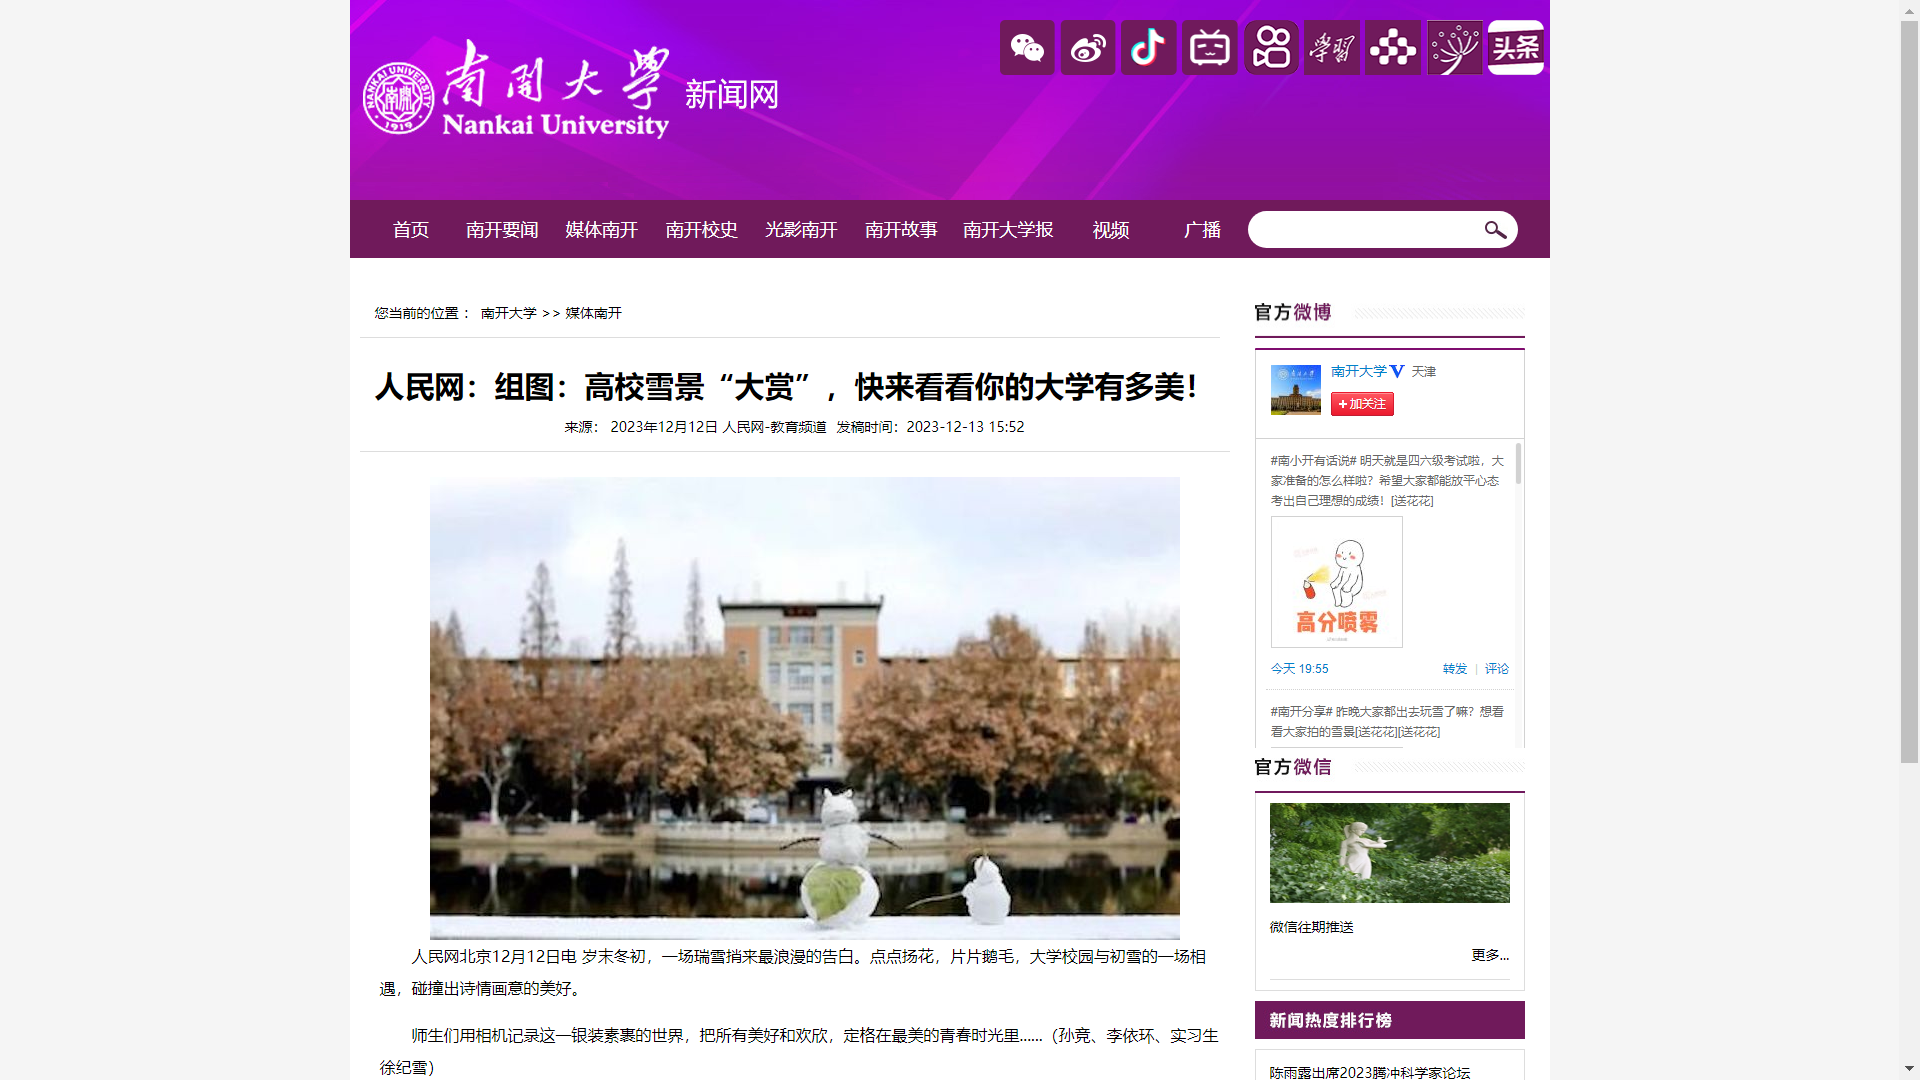 南開大学
Nankai University
NANKAI UNIVERSITY
南開
1919
新闻网
学習
头条
首页 南开要闻 媒体南开 南开校史 光影南开 南开故事 南开大学报 视频 广播
您当前的位置 ： 南开大学 >> 媒体南开
人民网：组图：高校雪景“大赏”，快来看看你的大学有多美！
来源： 2023年12月12日 人民网-教育频道 发稿时间：2023-12-13 15:52
人民网北京12月12日电 岁末冬初，一场瑞雪捎来最浪漫的告白。点点扬花，片片鹅毛，大学校园与初雪的一场相
遇，碰撞出诗情画意的美好。
师生们用相机记录这一银装素裹的世界，把所有美好和欢欣，定格在最美的青春时光里......（孙竞、李依环、实习生
徐纪雪）
官方微博
南开大学 V 天津
+加关注
#南小开有话说# 明天就是四六级考试啦，大
家准备的怎么样啦？希望大家都能放平心态
考出自己理想的成绩！[送花花]
高分喷雾
今天 19:55 转发 | 评论
#南开分享# 昨晚大家都出去玩雪了嘛？想看
看大家拍的雪景[送花花][送花花]
官方微信
微信往期推送
更多...
新闻热度排行榜
陈雨露出席2023腾冲科学家论坛